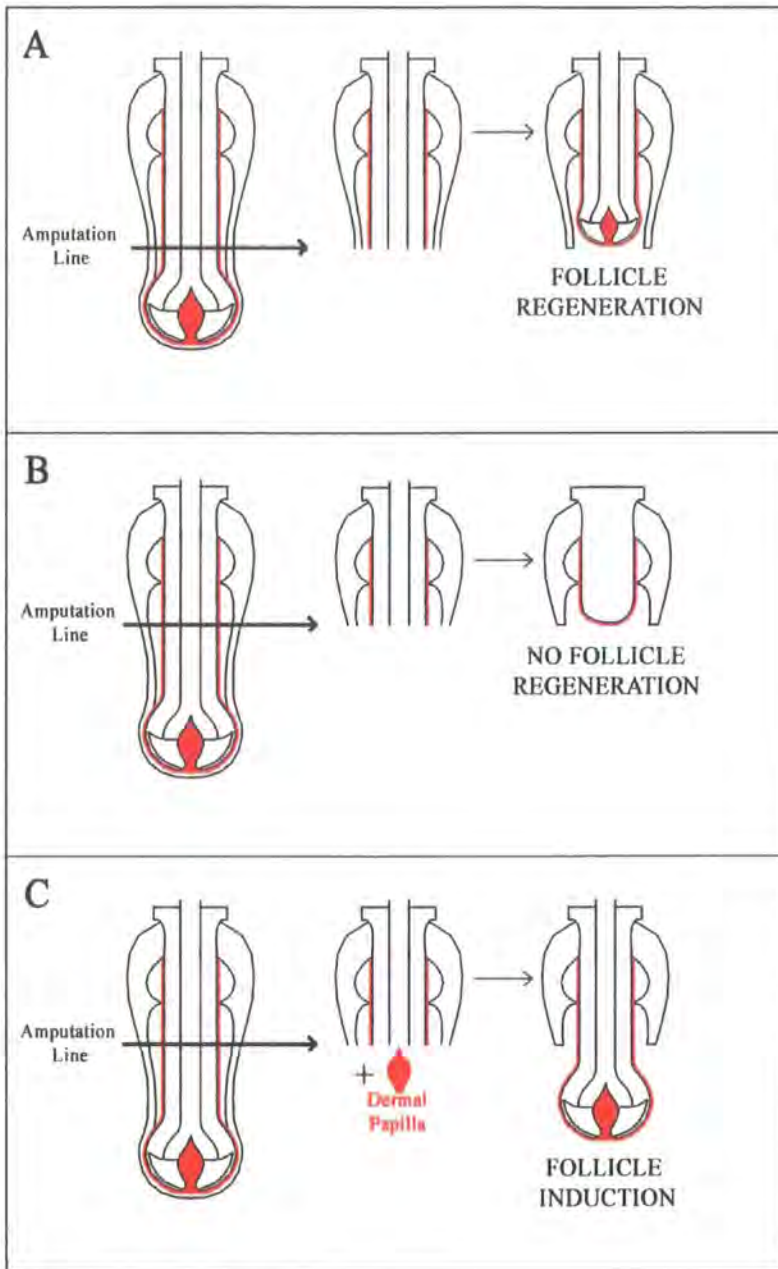 A
Amputation
Line
FOLLICLE
REGENERATION
B
Amputation
Line
NO FOLLICLE
REGENERATION
C
Amputation
Line
+
Dermal
Papilla
FOLLICLE
INDUCTION